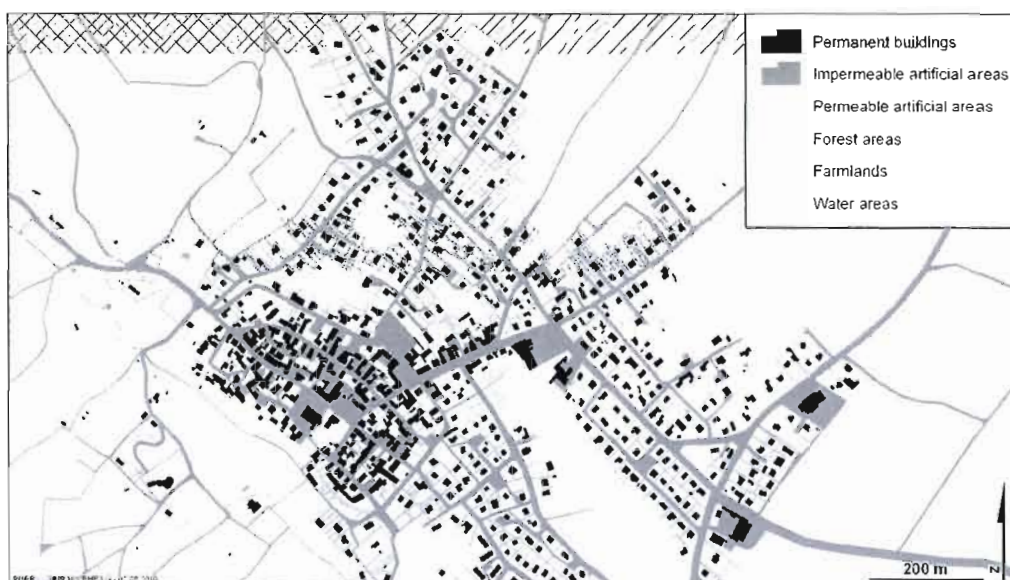 Permanent buildings
Impermeable artificial areas
Permeable artificial areas
Forest areas
Farmlands
Water areas
200 m
N